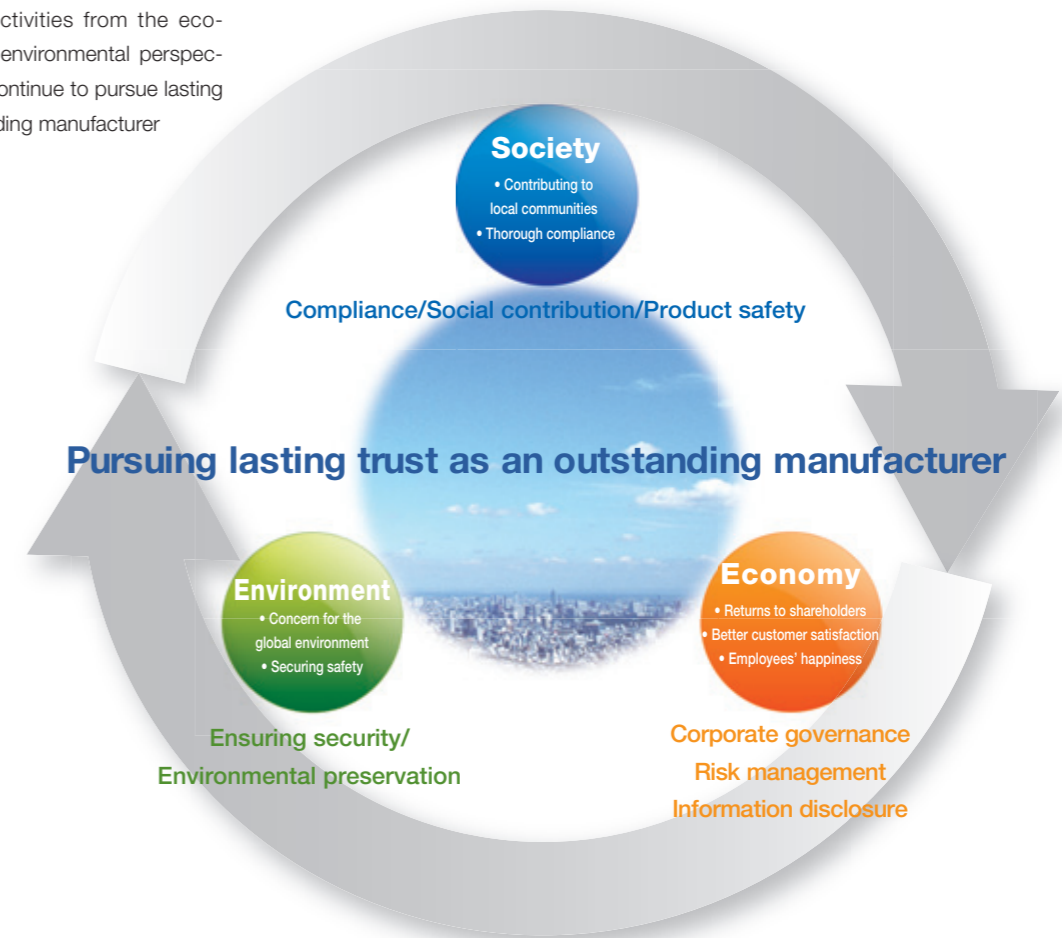 ctivities from the eco-
environmental perspec-
ontinue to pursue lasting
ding manufacturer
Society
• Contributing to
local communities
• Thorough compliance
Compliance/Social contribution/Product safety
Pursuing lasting trust as an outstanding manufacturer
Environment
• Concern for the
global environment
• Securing safety
Economy
• Returns to shareholders
• Better customer satisfaction
• Employees' happiness
Ensuring security/
Environmental preservation
Corporate governance
Risk management
Information disclosure